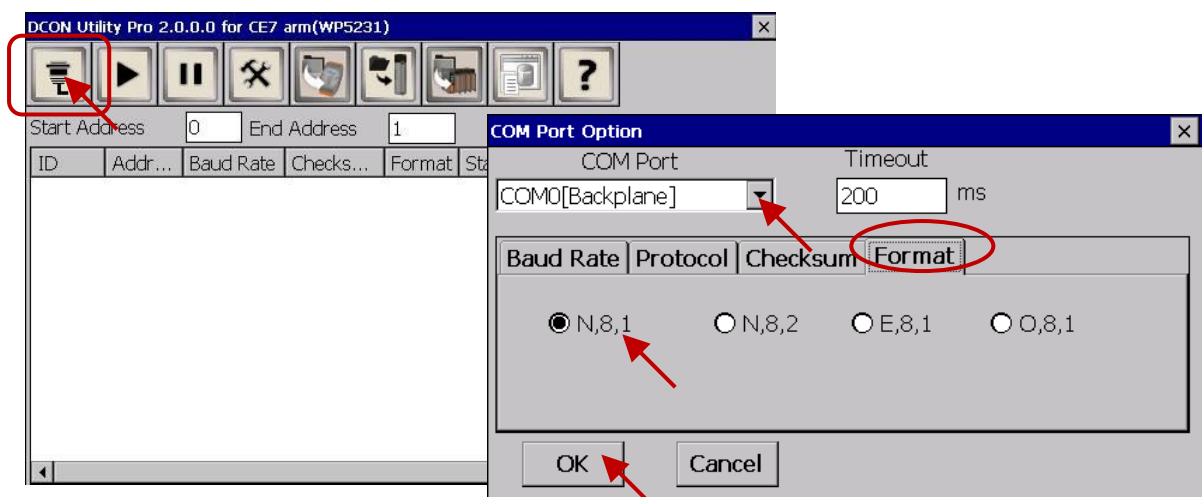 DCON Utility Pro 2.0.0.0 for CE7 arm(WP5231)
?
Start Address 0 End Address 1
ID Addr... Baud Rate Checks... Format Sta
COM Port Option
COM Port Timeout
COM0[Backplane] 200 ms
Baud Rate Protocol Checksum Format
N,8,1 N,8,2 E,8,1 O,8,1
OK Cancel